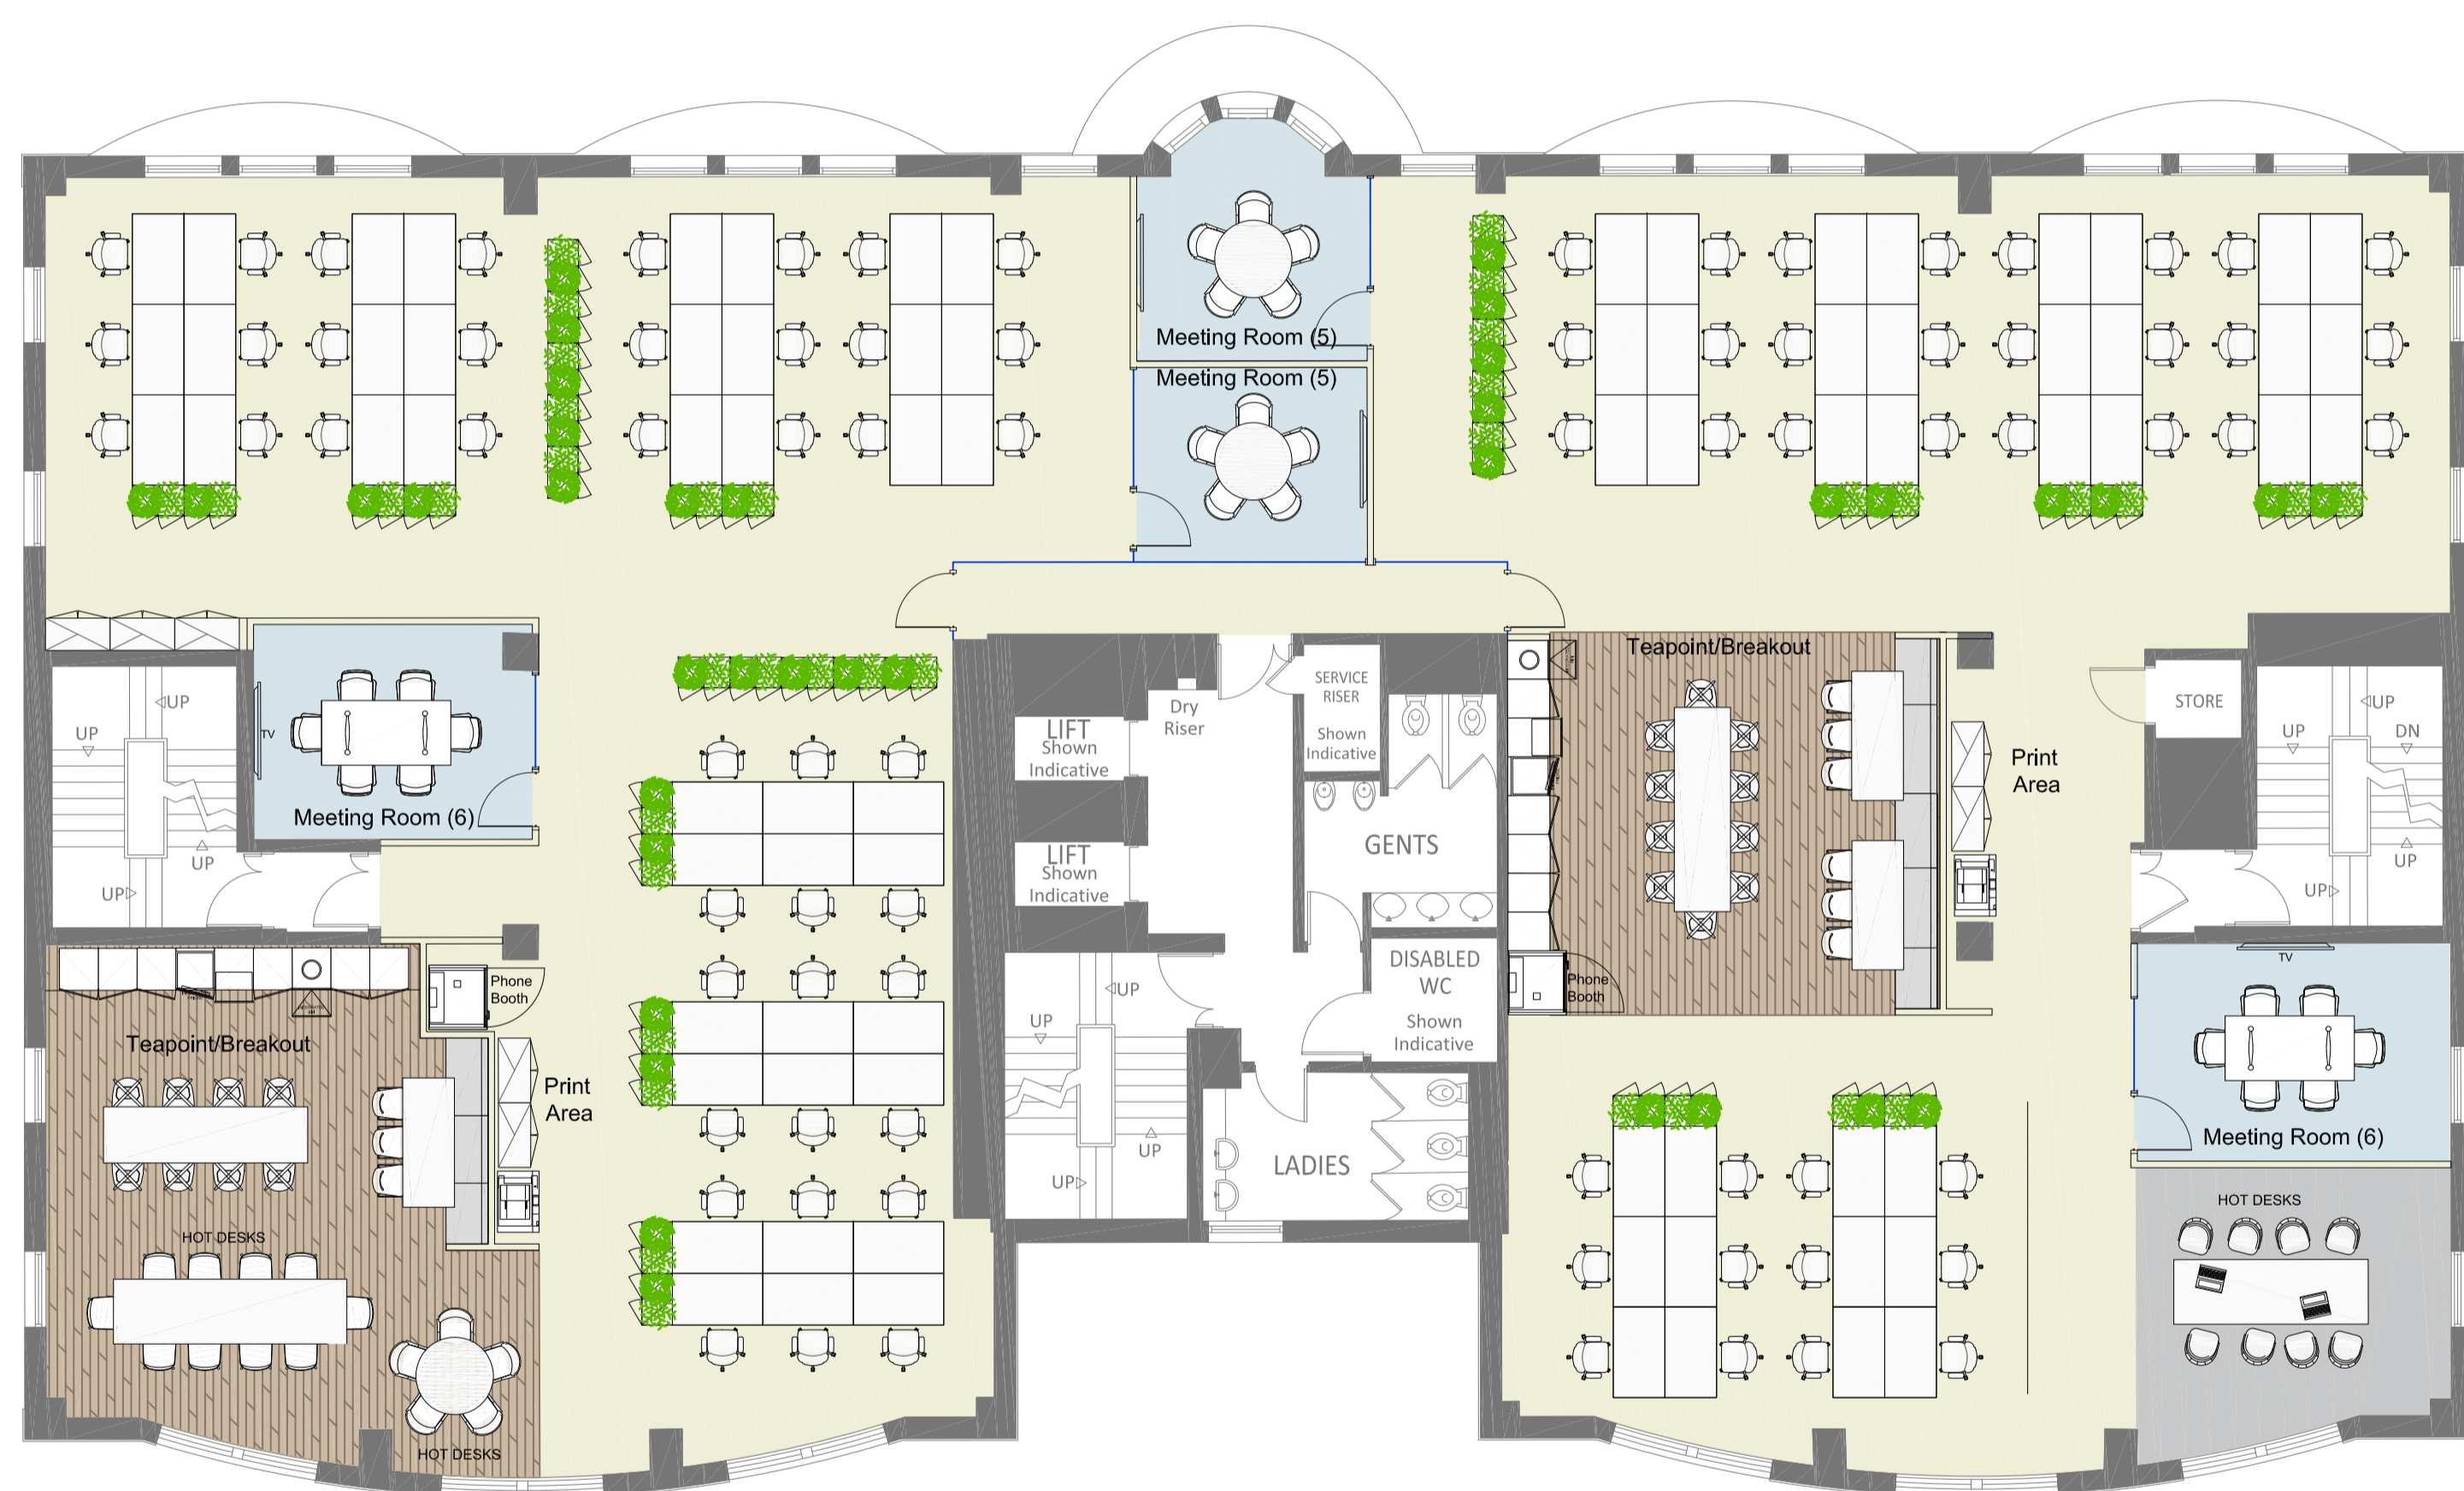 Meeting Room (5)
Meeting Room (5)
Teapoint/Breakout
SERVICE
RISER
Shown
Indicative
Dry
Riser
LIFT
Shown
Indicative
LIFT
Shown
Indicative
UP
UP
UP
UP
TV
Meeting Room (6)
GENTS
Print
Area
STORE
UP
UP
DN
UP
UP
DISABLED
WC
Shown
Indicative
Phone
Booth
Phone
Booth
TV
Teapoint/Breakout
UP
UP
UP
UP
Print
Area
LADIES
Meeting Room (6)
HOT DESKS
HOT DESKS
HOT DESKS